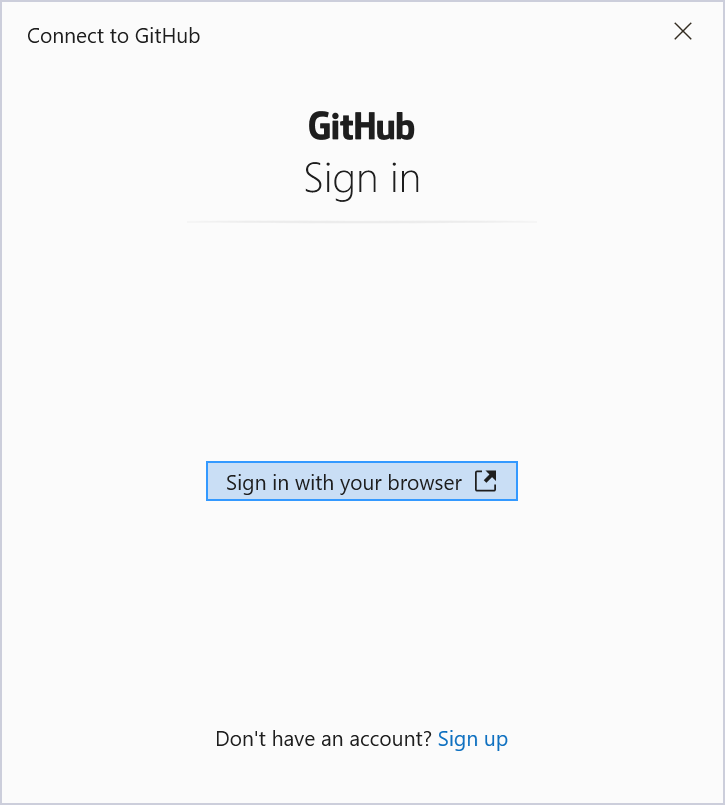 Connect to GitHub
GitHub
Sign in
Sign in with your browser
Don't have an account? Sign up